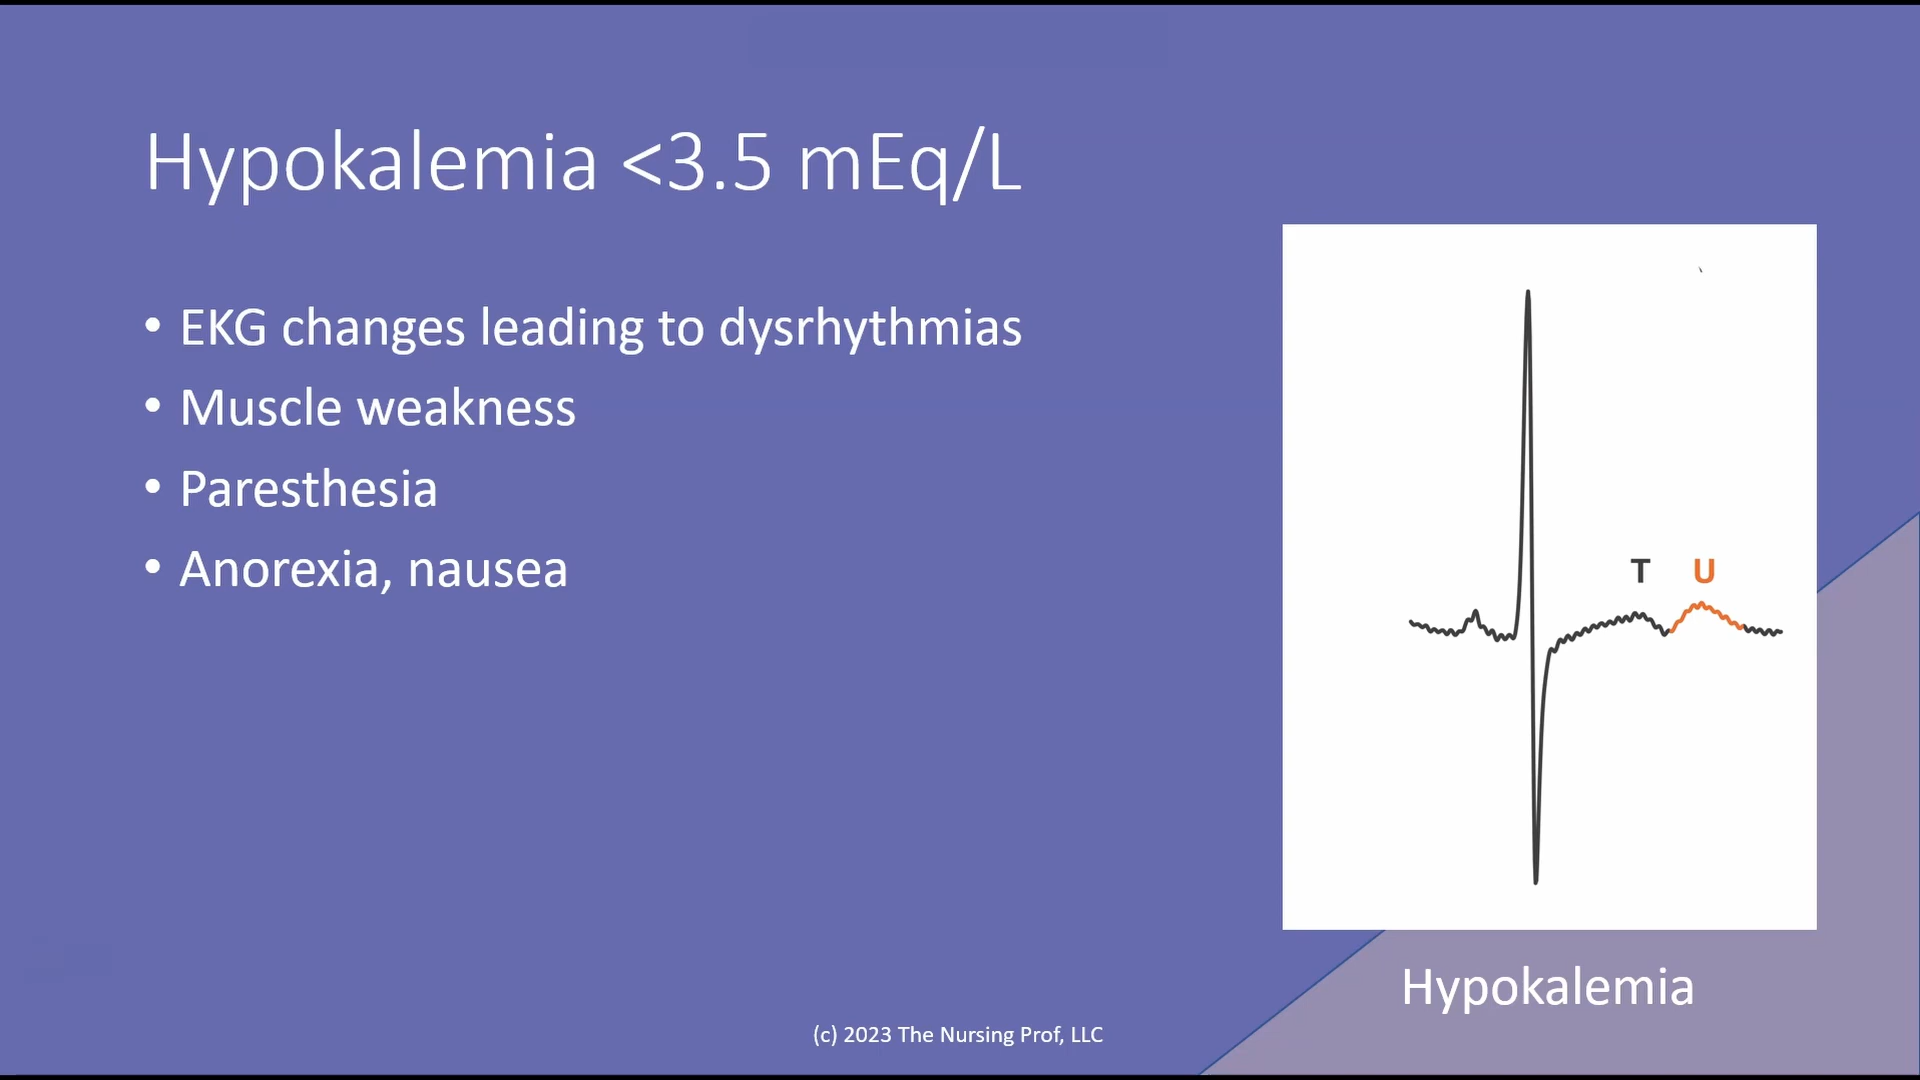 Hypokalemia <3.5 mEq/L
• EKG changes leading to dysrhythmias
• Muscle weakness
• Paresthesia
• Anorexia, nausea
T U
Hypokalemia
(c) 2023 The Nursing Prof, LLC